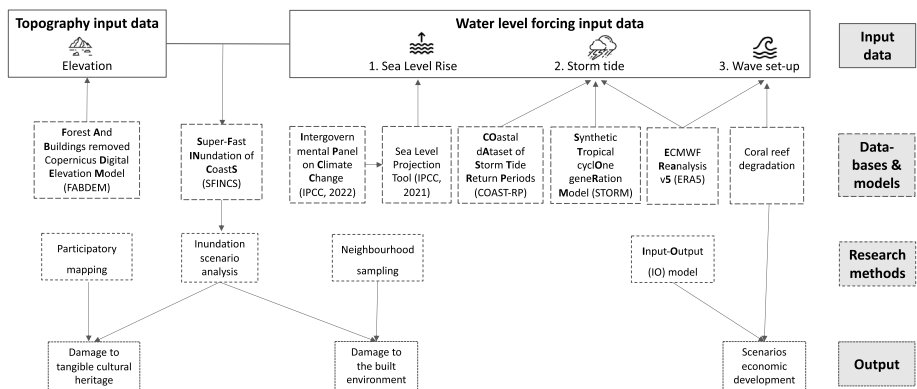 Topography input data
Elevation
Water level forcing input data
1. Sea Level Rise
2. Storm tide
3. Wave set-up
Input
data
Forest And
Buildings removed
Copernicus Digital
Elevation Model
(FABDEM)
Super-Fast
INundation of
CoastS
(SFINCS)
Intergovern
mental Panel
on Climate
Change
(IPCC, 2022)
Sea Level
Projection
Tool (IPCC,
2021)
COastal
dAtaset of
Storm Tide
Return Periods
(COAST-RP)
Synthetic
Tropical
cyclOne
geneRation
Model (STORM)
ECMWF
Reanalysis
v5 (ERA5)
Coral reef
degradation
Data-
bases &
models
Participatory
mapping
Inundation
scenario
analysis
Neighbourhood
sampling
Input-Output
(IO) model
Research
methods
Damage to
tangible cultural
heritage
Damage to
the built
environment
Scenarios
economic
development
Output